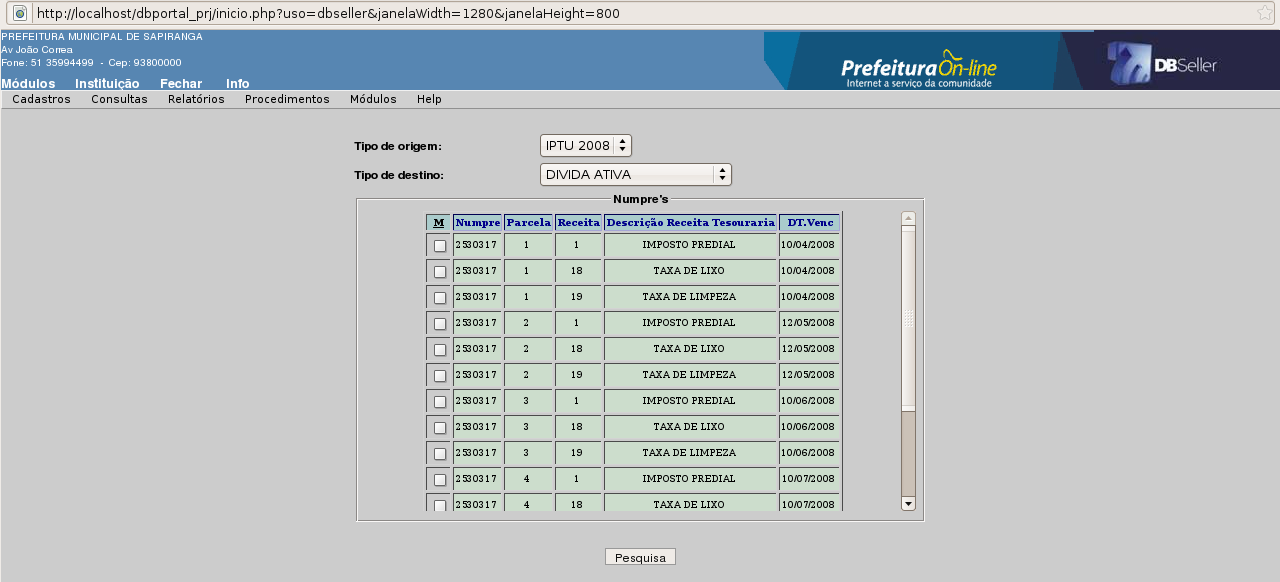 http://localhost/dbportal_prj/inicio.php?uso=dbseller&janelaWidth=1280&janelaHeight=800
PREFEITURA MUNICIPAL DE SAPIRANGA
Av João Correa
Fone: 51 35994499 - Cep: 93800000
Prefeitura On-line
Internet a serviço da comunidade
DBSeller
Módulos Instituição Fechar Info
Cadastros Consultas Relatórios Procedimentos Módulos Help
Tipo de origem: IPTU 2008
Tipo de destino: DIVIDA ATIVA
Numpre's
M Numpre Parcela Receita Descrição Receita Tesouraria DT.Venc
2530317 1 1 IMPOSTO PREDIAL 10/04/2008
2530317 1 18 TAXA DE LIXO 10/04/2008
2530317 1 19 TAXA DE LIMPEZA 10/04/2008
2530317 2 1 IMPOSTO PREDIAL 12/05/2008
2530317 2 18 TAXA DE LIXO 12/05/2008
2530317 2 19 TAXA DE LIMPEZA 12/05/2008
2530317 3 1 IMPOSTO PREDIAL 10/06/2008
2530317 3 18 TAXA DE LIXO 10/06/2008
2530317 3 19 TAXA DE LIMPEZA 10/06/2008
2530317 4 1 IMPOSTO PREDIAL 10/07/2008
2530317 4 18 TAXA DE LIXO 10/07/2008
Pesquisa